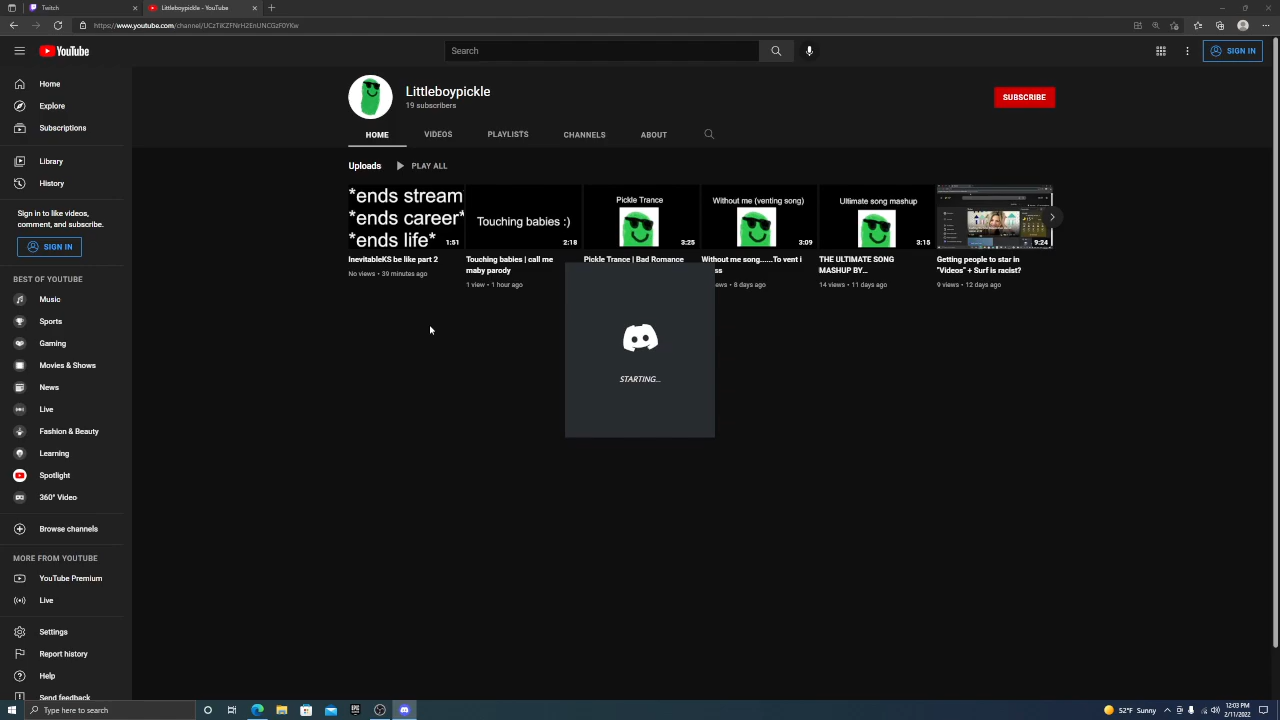 Twitch
Littleboypickle - YouTube
https://www.youtube.com/channel/UCzTiKZFNrH2EnUNCGzF0YKw
YouTube
Search
SIGN IN
Home
Explore
Subscriptions
Library
History
Sign in to like videos,
comment, and subscribe.
SIGN IN
BEST OF YOUTUBE
Music
Sports
Gaming
Movies & Shows
News
Live
Fashion & Beauty
Learning
Spotlight
360° Video
Browse channels
MORE FROM YOUTUBE
YouTube Premium
Live
Settings
Report history
Help
Send feedback
Littleboypickle
19 subscribers
SUBSCRIBE
HOME VIDEOS PLAYLISTS CHANNELS ABOUT
Uploads PLAY ALL
*ends stream
*ends career*
*ends life*
1:51
InevitableKS be like part 2
No views • 39 minutes ago
Touching babies :)
2:18
Touching babies | call me
maby parody
1 view • 1 hour ago
Pickle Trance
3:25
Pickle Trance | Bad Romance
Without me (venting song)
3:09
Without me song......To vent i
ss
ews • 8 days ago
Ultimate song mashup
3:15
THE ULTIMATE SONG
MASHUP BY...
14 views • 11 days ago
9:24
Getting people to star in
"Videos" + Surf is racist?
9 views • 12 days ago
STARTING...
Type here to search
52°F Sunny
12:03 PM
2/11/2022